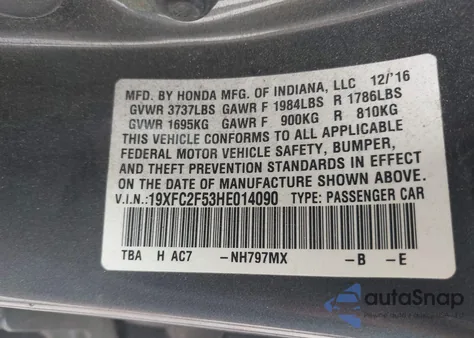 MFD. BY HONDA MFG. OF INDIANA, LLC 12/'16
GVWR 3737LBS GAWR F 1984LBS R 1786LBS
GVWR 1695KG GAWR F 900KG R 810KG
THIS VEHICLE CONFORMS TO ALL APPLICABLE
FEDERAL MOTOR VEHICLE SAFETY, BUMPER,
AND THEFT PREVENTION STANDARDS IN EFFECT
ON THE DATE OF MANUFACTURE SHOWN ABOVE.
V.I.N.: 19XFC2F53HE014090 TYPE: PASSENGER CAR
TBA H AC7 -NH797MX -B -E
autoSnap